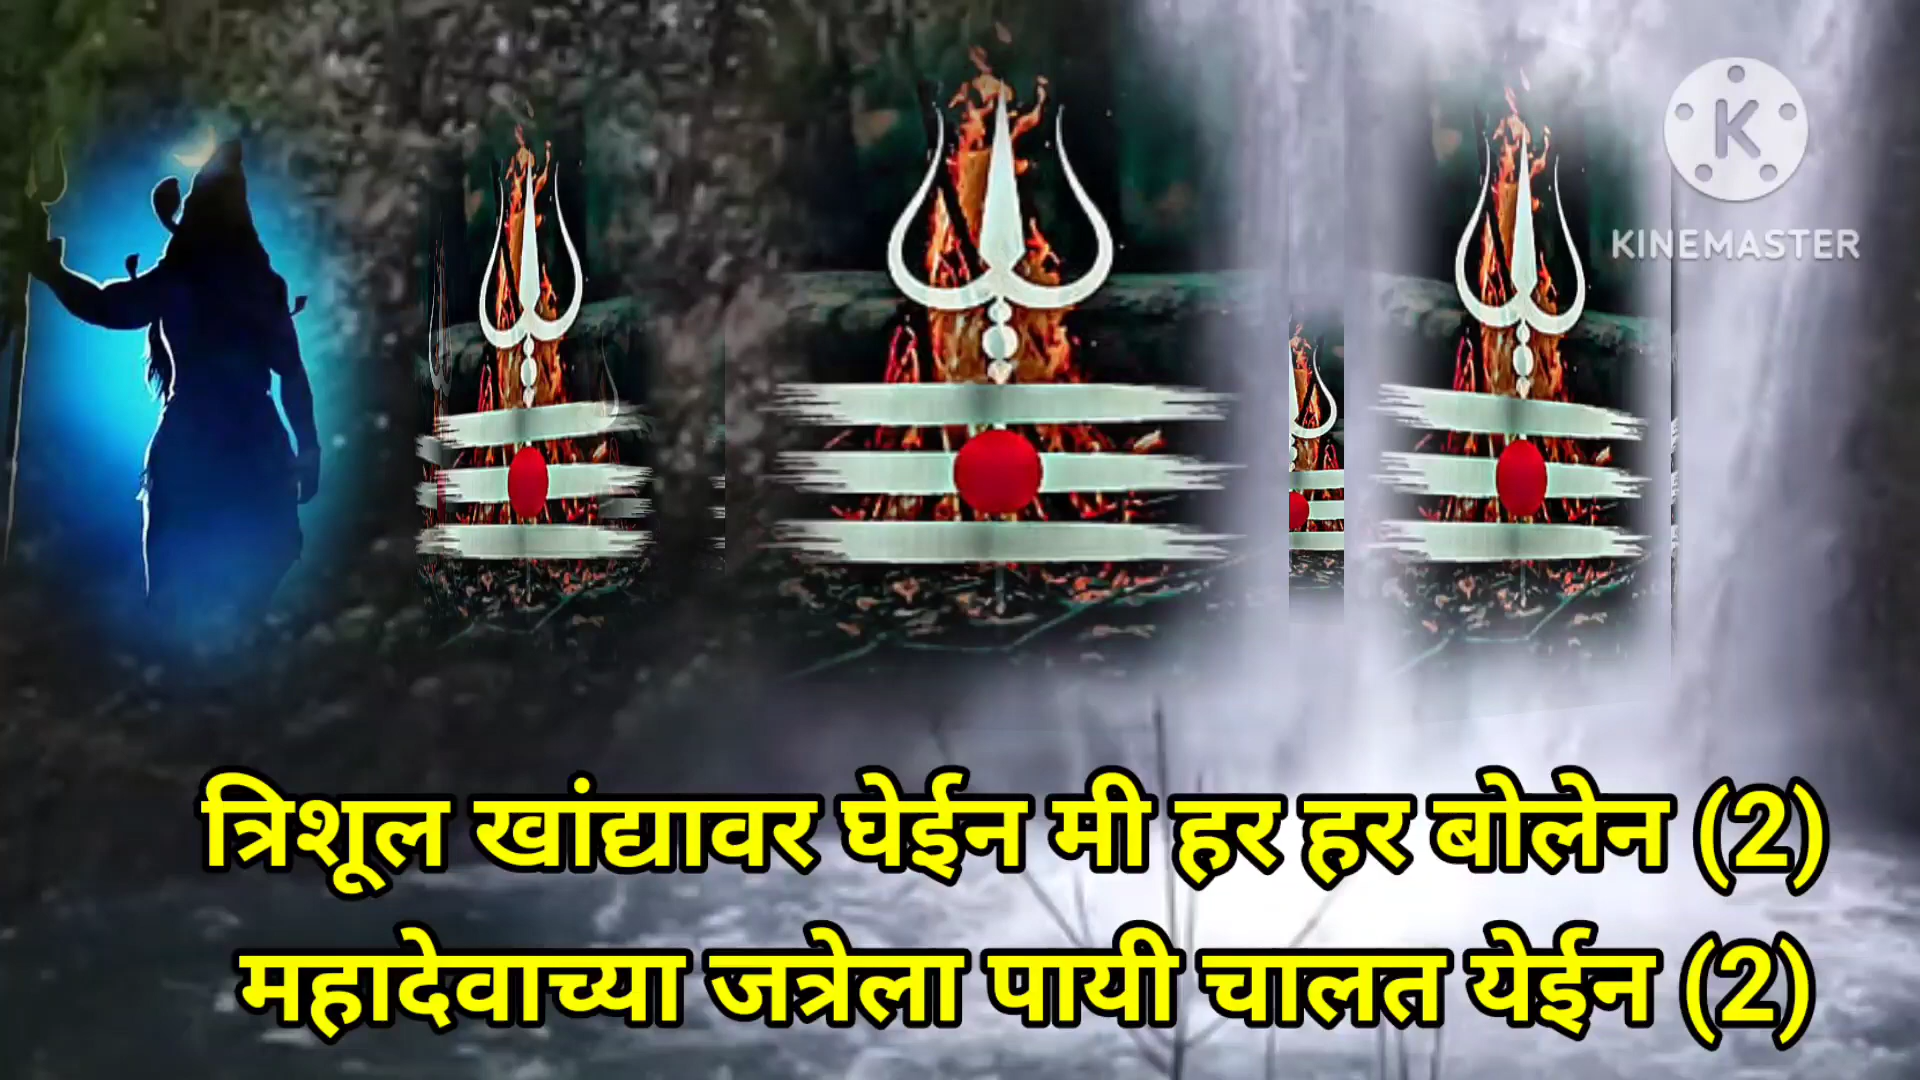 K
KINEMASTER
त्रिशूल खांद्यावर घेईन मी हर हर बोलेन (2)
महादेवाच्या जत्रेला पायी चालत येईन (2)